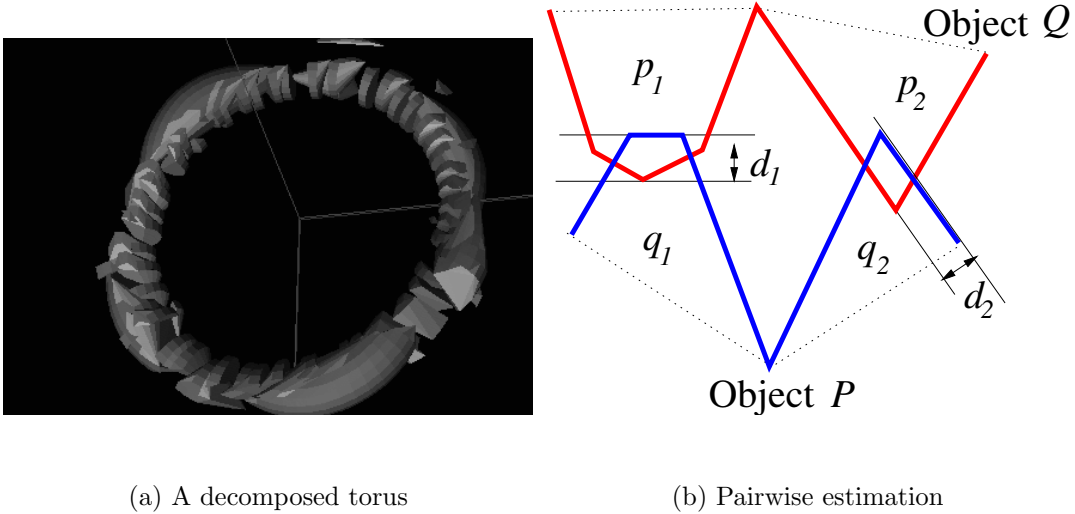 Object Q
p1
p2
d1
q1
q2
d2
Object P
(a) A decomposed torus
(b) Pairwise estimation